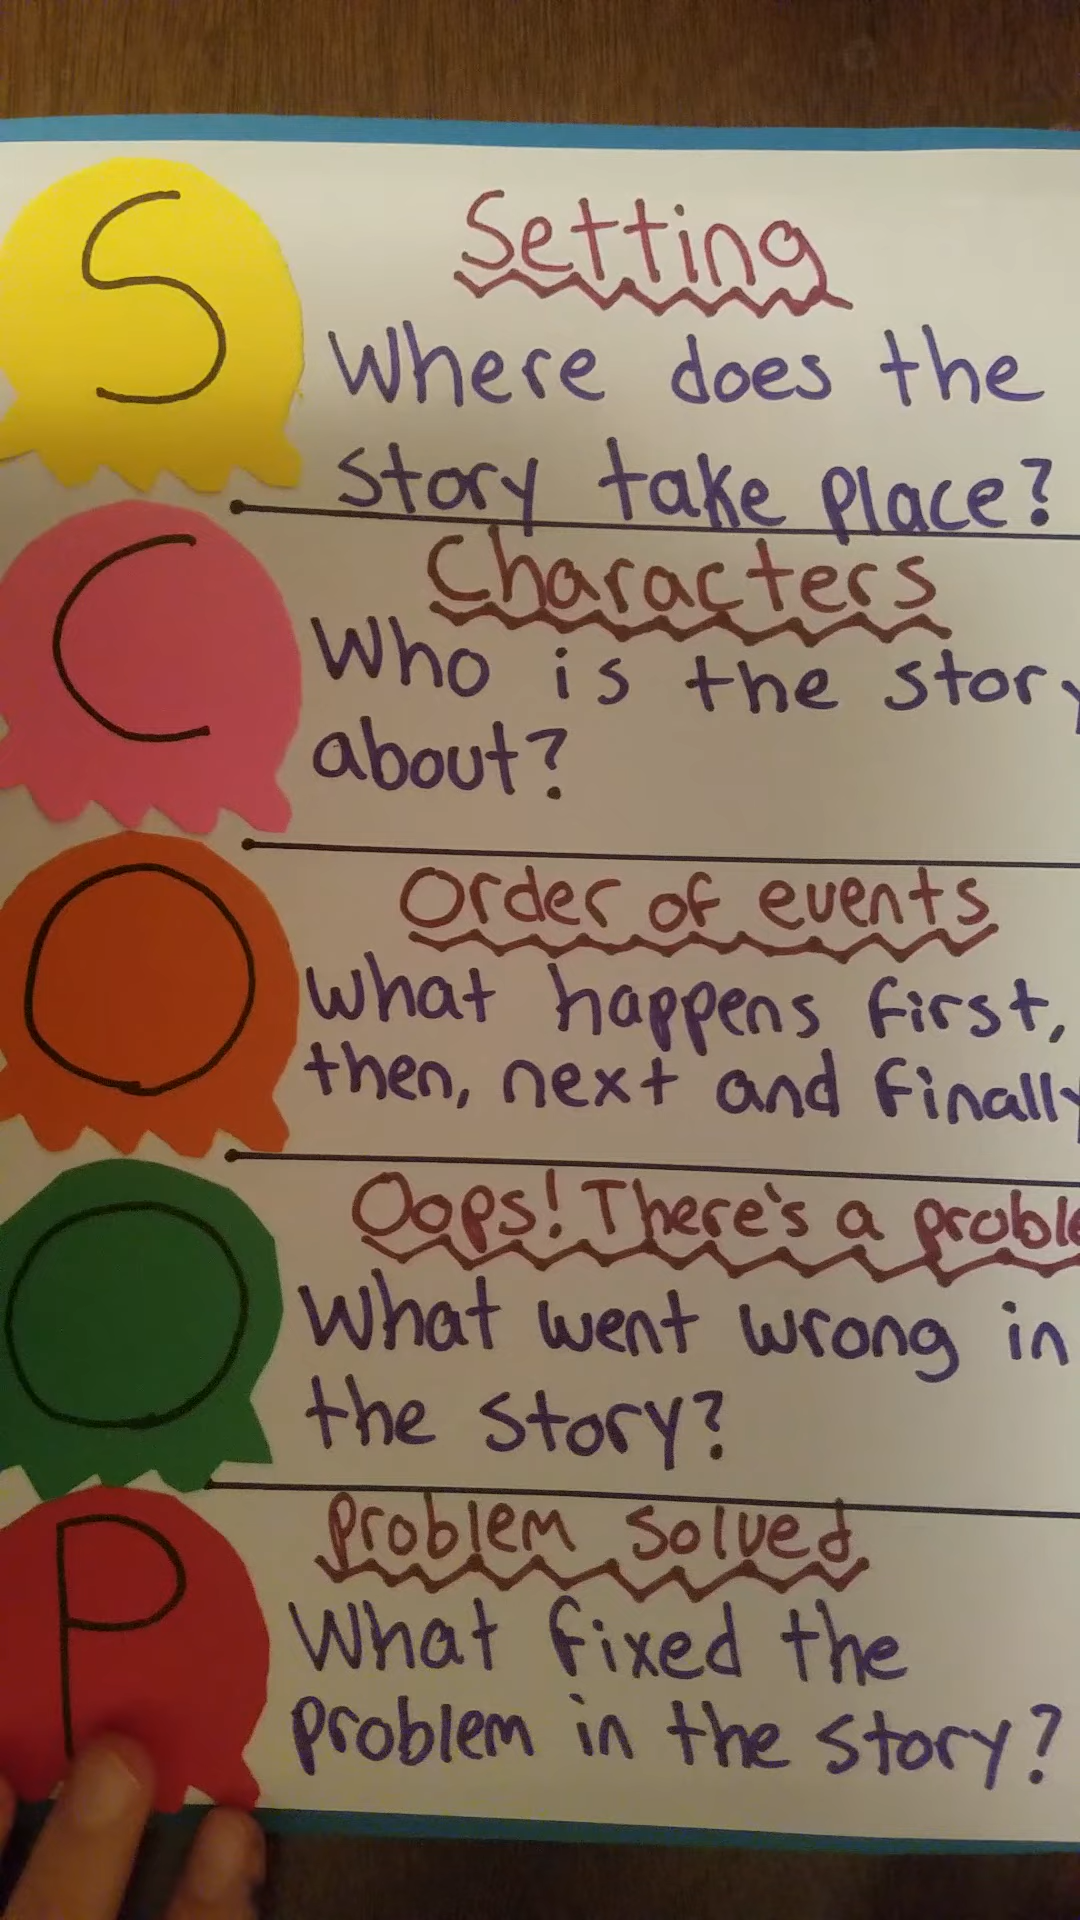 S
Setting
Where does the
story take place?
C
Characters
Who is the story
about?
O
Order of events
What happens first,
then, next and finally
O
Oops! There's a proble
What went wrong in
the story?
P
Problem Solved
What fixed the
problem in the story?